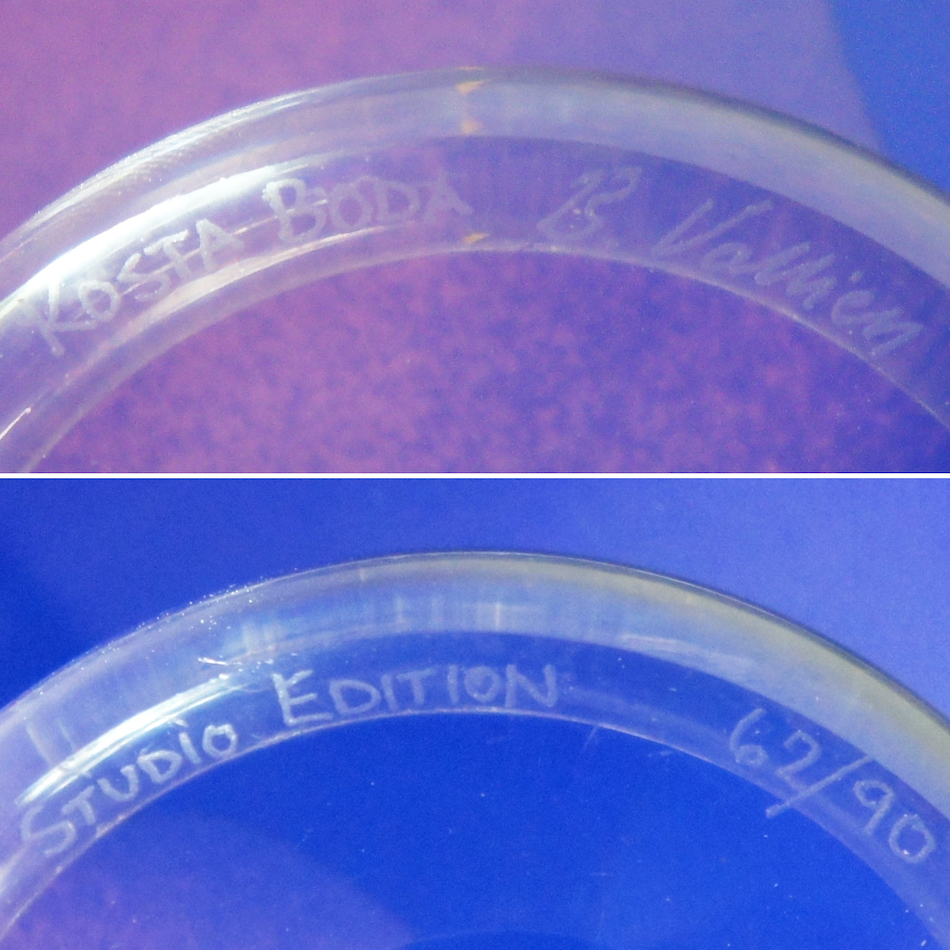 KOSTA BODA B. Vallien
STUDIO EDITION 62/90